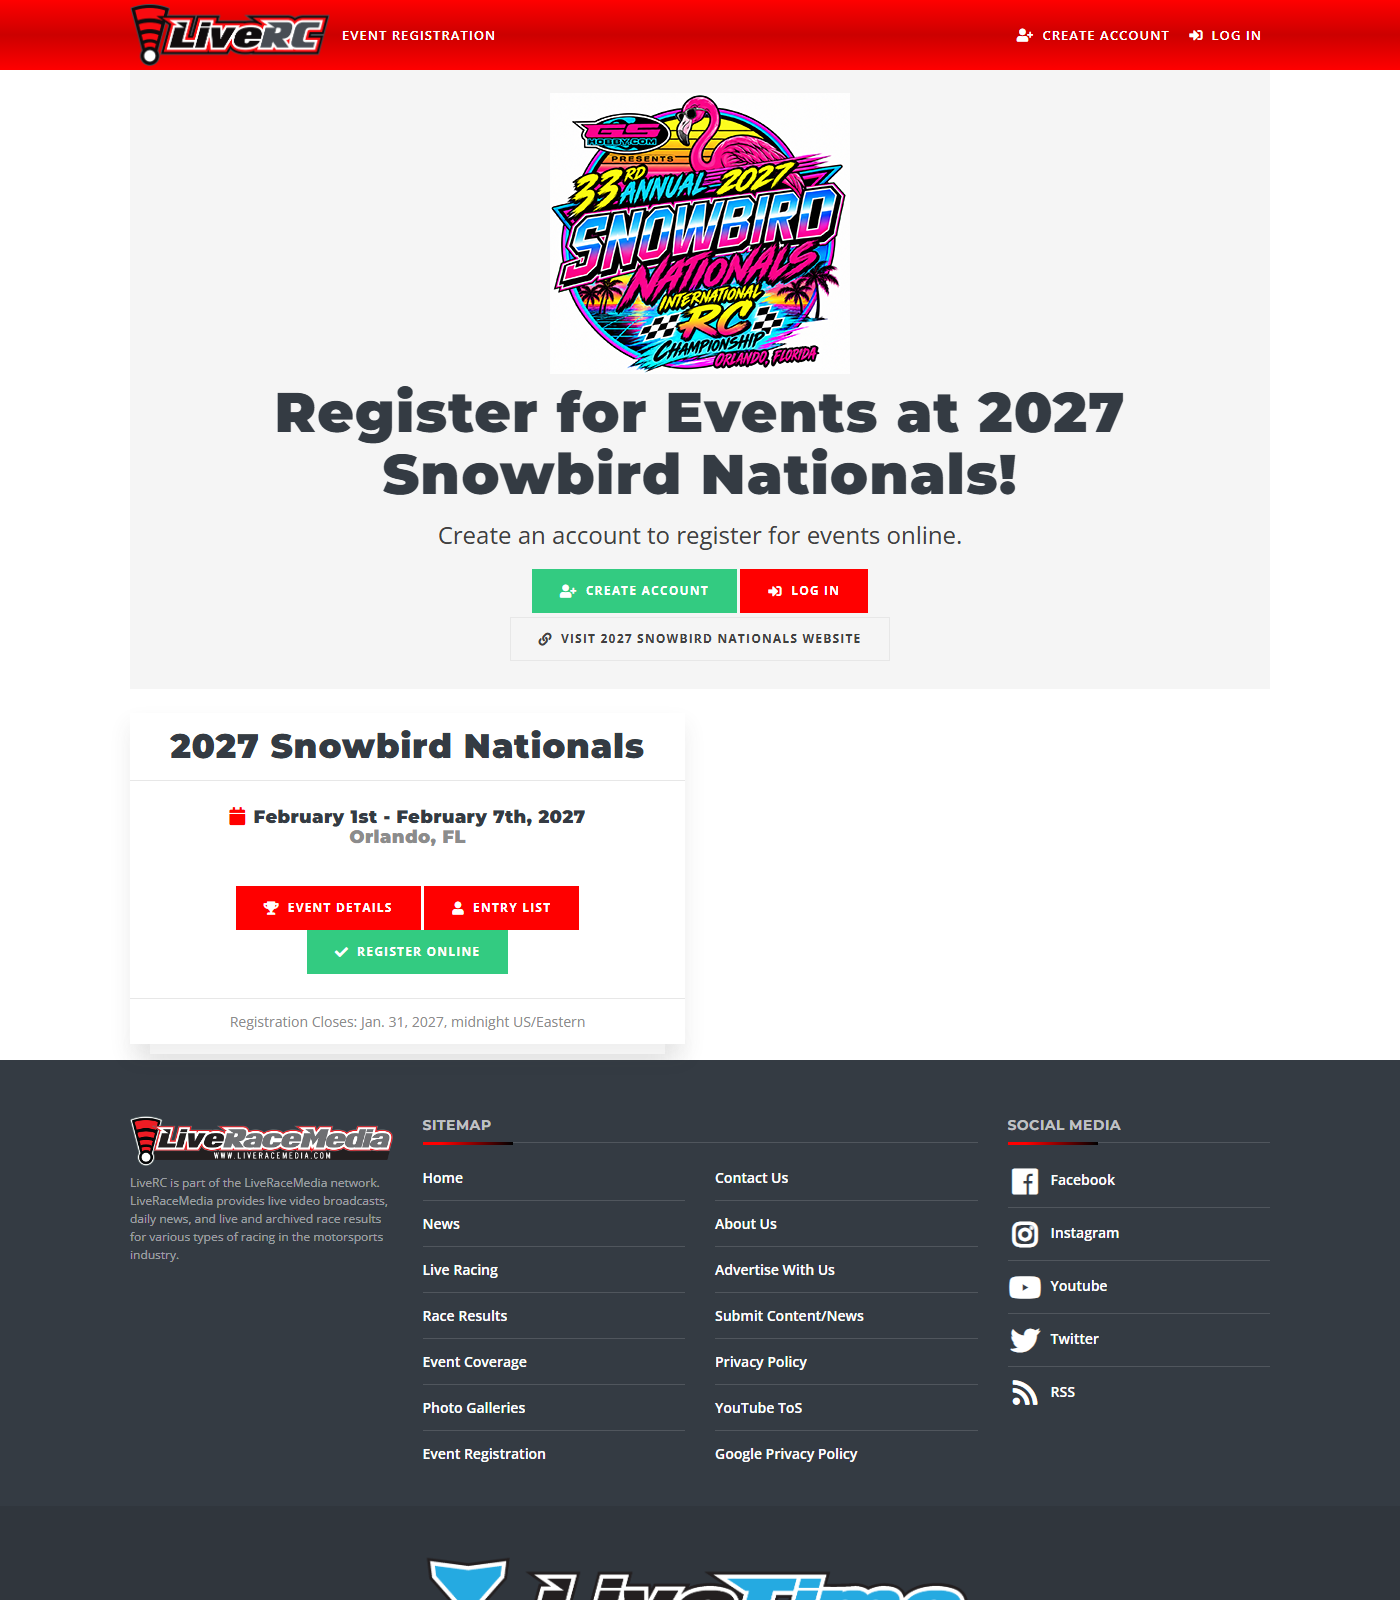 LiveRC
EVENT REGISTRATION
CREATE ACCOUNT
LOG IN
GS
HOBBY.COM
PRESENTS
33RD
ANNUAL 2027
SNOWBIRD
NATIONALS
INTERNATIONAL
RC
CHAMPIONSHIP
ORLANDO, FLORIDA
Register for Events at 2027
Snowbird Nationals!
Create an account to register for events online.
CREATE ACCOUNT
LOG IN
VISIT 2027 SNOWBIRD NATIONALS WEBSITE
2027 Snowbird Nationals
February 1st - February 7th, 2027
Orlando, FL
EVENT DETAILS
ENTRY LIST
REGISTER ONLINE
Registration Closes: Jan. 31, 2027, midnight US/Eastern
LiveRaceMedia
WWW.LIVERACEMEDIA.COM
LiveRC is part of the LiveRaceMedia network.
LiveRaceMedia provides live video broadcasts,
daily news, and live and archived race results
for various types of racing in the motorsports
industry.
SITEMAP
Home
News
Live Racing
Race Results
Event Coverage
Photo Galleries
Event Registration
Contact Us
About Us
Advertise With Us
Submit Content/News
Privacy Policy
YouTube ToS
Google Privacy Policy
SOCIAL MEDIA
Facebook
Instagram
Youtube
Twitter
RSS
LiveTime